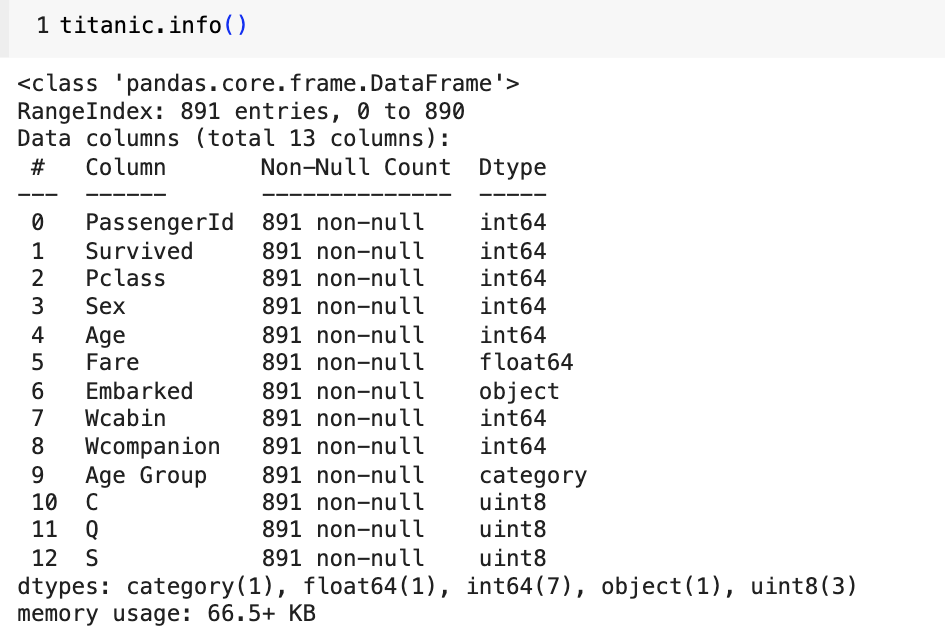 1 titanic.info()
<class 'pandas.core.frame.DataFrame'>
RangeIndex: 891 entries, 0 to 890
Data columns (total 13 columns):
 #   Column       Non-Null Count  Dtype
---  ------       --------------  -----
 0   PassengerId  891 non-null    int64
 1   Survived     891 non-null    int64
 2   Pclass       891 non-null    int64
 3   Sex          891 non-null    int64
 4   Age          891 non-null    int64
 5   Fare         891 non-null    float64
 6   Embarked     891 non-null    object
 7   Wcabin       891 non-null    int64
 8   Wcompanion   891 non-null    int64
 9   Age Group    891 non-null    category
 10  C            891 non-null    uint8
 11  Q            891 non-null    uint8
 12  S            891 non-null    uint8
dtypes: category(1), float64(1), int64(7), object(1), uint8(3)
memory usage: 66.5+ KB